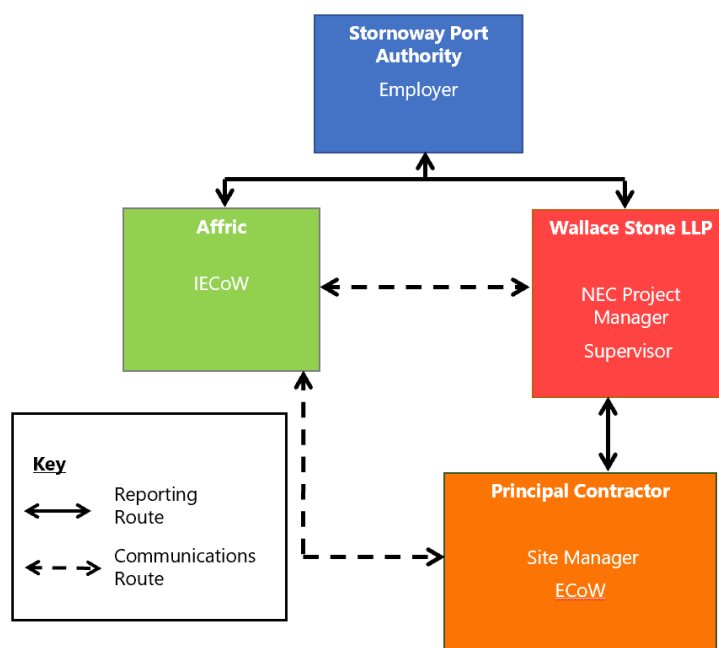 Stornoway Port
Authority
Employer
Affric
IECoW
Wallace Stone LLP
NEC Project
Manager
Supervisor
Key
Reporting
Route
Communications
Route
Principal Contractor
Site Manager
ECoW